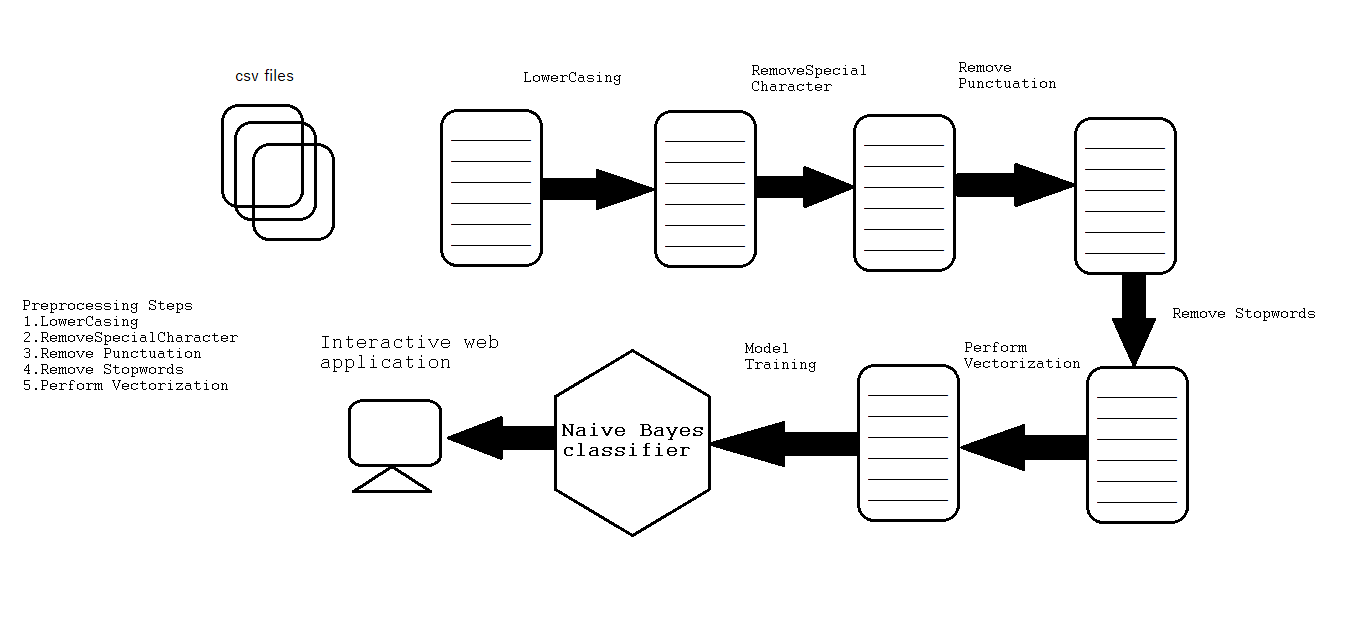 csv files
LowerCasing
RemoveSpecial
Character
Remove
Punctuation
Remove Stopwords
Preprocessing Steps
1.LowerCasing
2.RemoveSpecialCharacter
3.Remove Punctuation
4.Remove Stopwords
5.Perform Vectorization
Interactive web
application
Naive Bayes
classifier
Model
Training
Perform
Vectorization